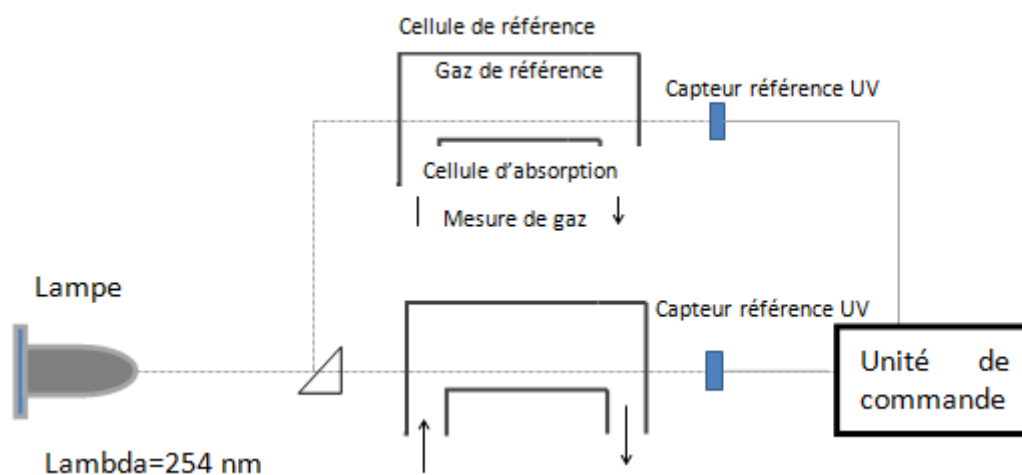 Cellule de référence
Gaz de référence
Capteur référence UV
Cellule d'absorption
Mesure de gaz
Lampe
Capteur référence UV
Unité de
commande
Lambda=254 nm